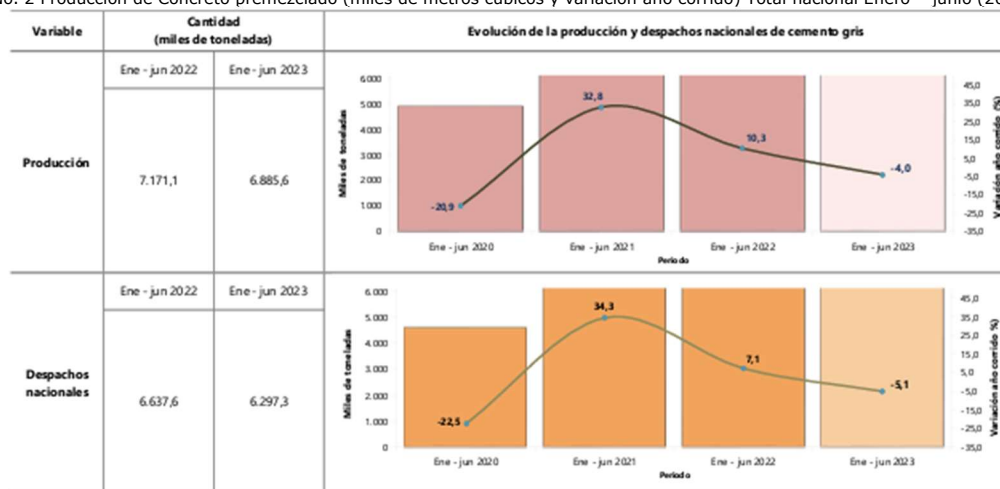 No. 2 Producción de Concreto premezclado (miles de metros cúbicos y variación año corrido) Total nacional Enero – junio (20
Variable
Cantidad
(miles de toneladas)
Evolución de la producción y despachos nacionales de cemento gris
Ene - jun 2022
Ene - jun 2023
Producción
7.171,1
6.885,6
Miles de toneladas
6.000
5.000
4.000
3.000
2.000
1.000
0
-20,9
32,8
10,3
-4,0
45,0
35,0
25,0
15,0
5,0
-5,0
-15,0
-25,0
-35,0
Variación año corrido (%)
Ene - jun 2020
Ene - jun 2021
Ene - jun 2022
Ene - jun 2023
Periodo
Ene - jun 2022
Ene - jun 2023
Despachos
nacionales
6.637,6
6.297,3
Miles de toneladas
6.000
5.000
4.000
3.000
2.000
1.000
0
-22,5
34,3
7,1
-5,1
45,0
35,0
25,0
15,0
5,0
-5,0
-15,0
-25,0
-35,0
Variación año corrido %)
Ene - jun 2020
Ene - jun 2021
Ene - jun 2022
Ene - jun 2023
Periodo